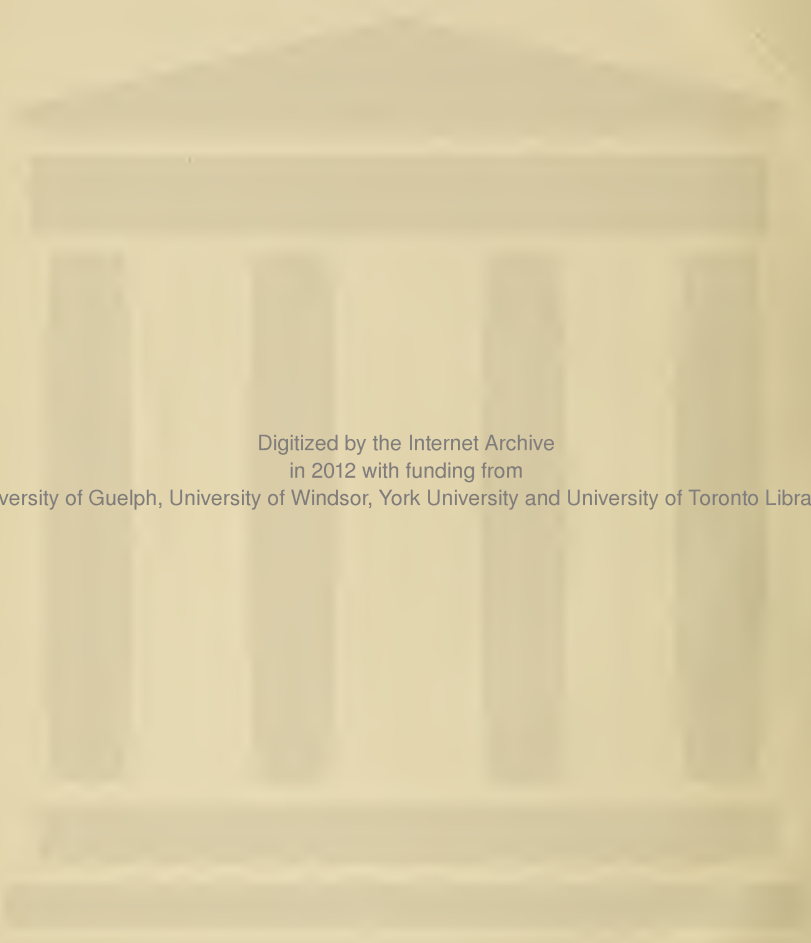 Digitized by the Internet Archive
in 2012 with funding from
versity of Guelph, University of Windsor, York University and University of Toronto Libra